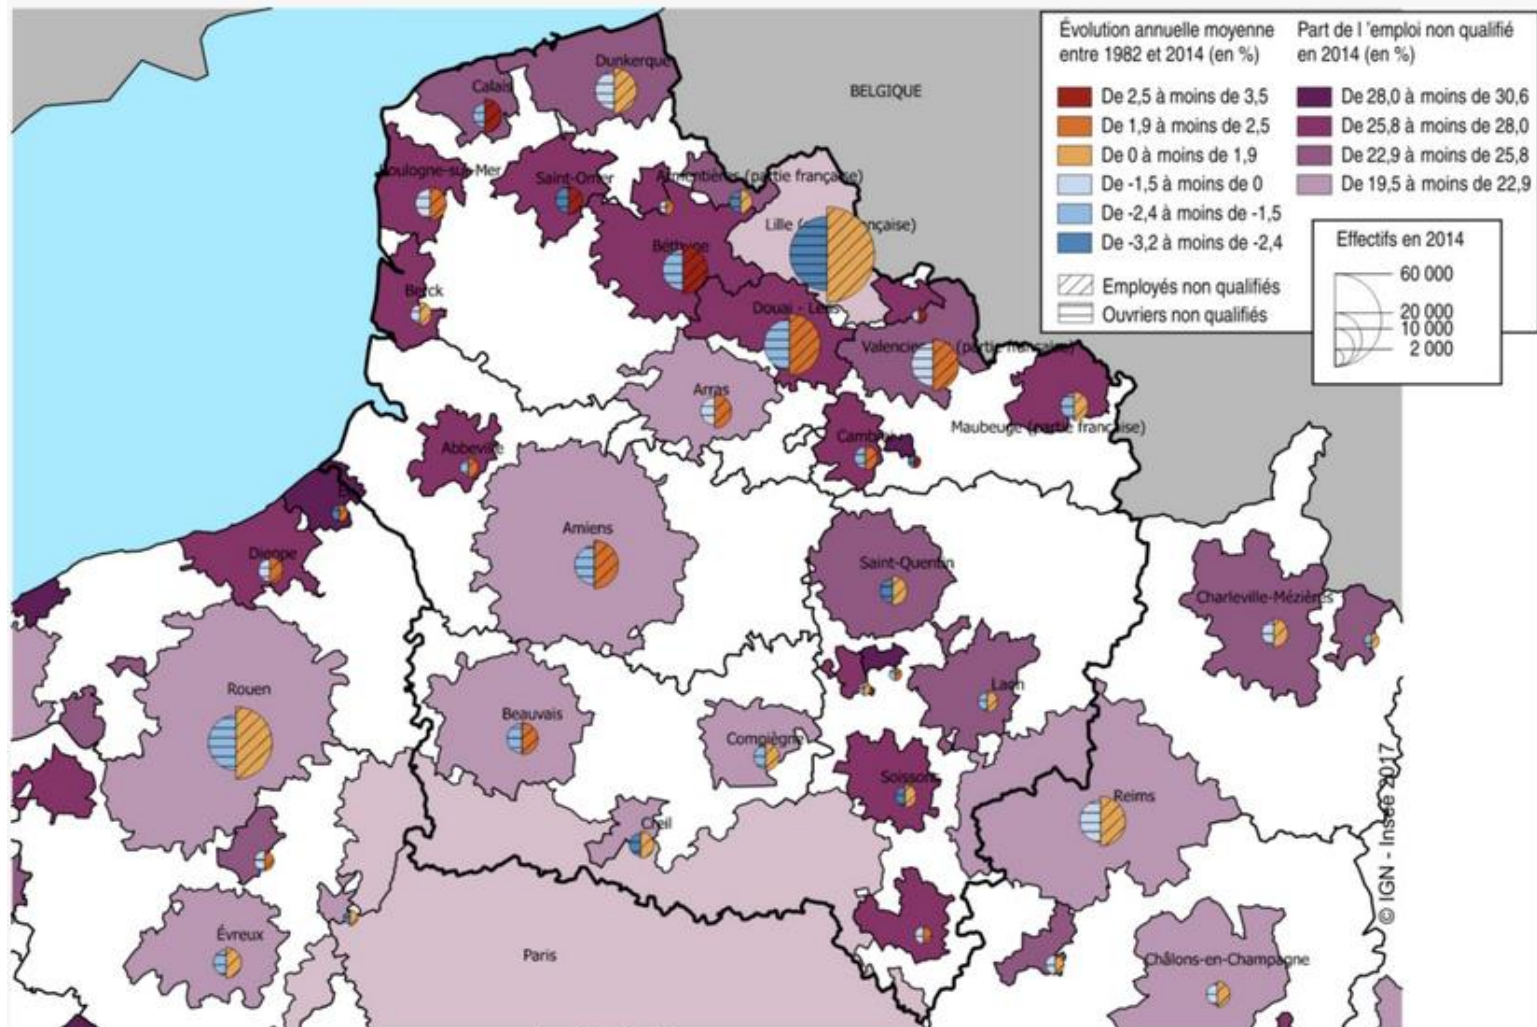 Évolution annuelle moyenne
entre 1982 et 2014 (en %)
De 2,5 à moins de 3,5
De 1,9 à moins de 2,5
De 0 à moins de 1,9
De -1,5 à moins de 0
De -2,4 à moins de -1,5
De -3,2 à moins de -2,4
Employés non qualifiés
Ouvriers non qualifiés
Part de l 'emploi non qualifié
en 2014 (en %)
De 28,0 à moins de 30,6
De 25,8 à moins de 28,0
De 22,9 à moins de 25,8
De 19,5 à moins de 22,9
Effectifs en 2014
60 000
20 000
10 000
2 000
BELGIQUE
Dunkerque
Calais
Boulogne-sur-Mer
Saint-Omer
Armentières (partie française)
Lille (partie française)
Béthune
Berck
Douai - Lens
Valenciennes (partie française)
Arras
Maubeuge (partie française)
Cambrai
Abbeville
Amiens
Dieppe
Saint-Quentin
Charleville-Mézières
Rouen
Laon
Beauvais
Compiègne
Soissons
Reims
Creil
Évreux
Paris
Châlons-en-Champagne
© IGN - Insee 2017